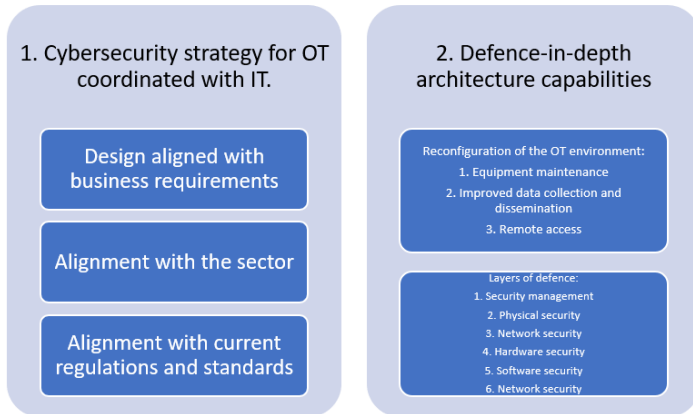 1. Cybersecurity strategy for OT
coordinated with IT.
Design aligned with
business requirements
Alignment with the sector
Alignment with current
regulations and standards
2. Defence-in-depth
architecture capabilities
Reconfiguration of the OT environment:
1. Equipment maintenance
2. Improved data collection and
dissemination
3. Remote access
Layers of defence:
1. Security management
2. Physical security
3. Network security
4. Hardware security
5. Software security
6. Network security